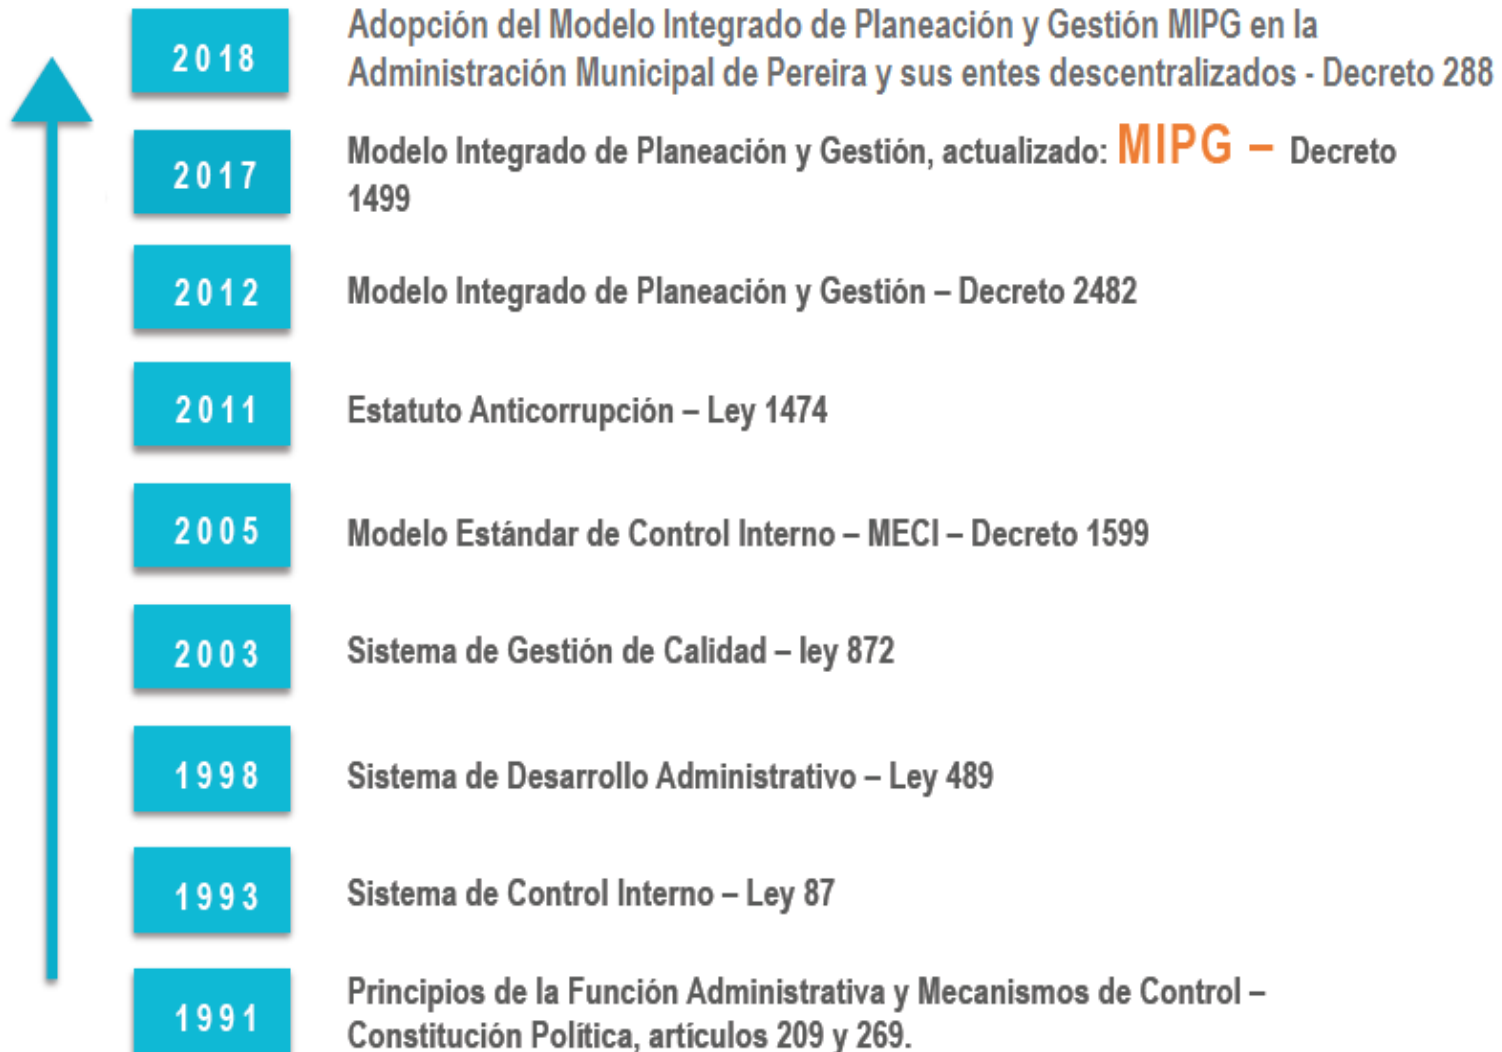 2018
Adopción del Modelo Integrado de Planeación y Gestión MIPG en la
Administración Municipal de Pereira y sus entes descentralizados - Decreto 288
2017
Modelo Integrado de Planeación y Gestión, actualizado: MIPG – Decreto
1499
2012
Modelo Integrado de Planeación y Gestión – Decreto 2482
2011
Estatuto Anticorrupción – Ley 1474
2005
Modelo Estándar de Control Interno – MECI – Decreto 1599
2003
Sistema de Gestión de Calidad – ley 872
1998
Sistema de Desarrollo Administrativo – Ley 489
1993
Sistema de Control Interno – Ley 87
1991
Principios de la Función Administrativa y Mecanismos de Control –
Constitución Política, artículos 209 y 269.